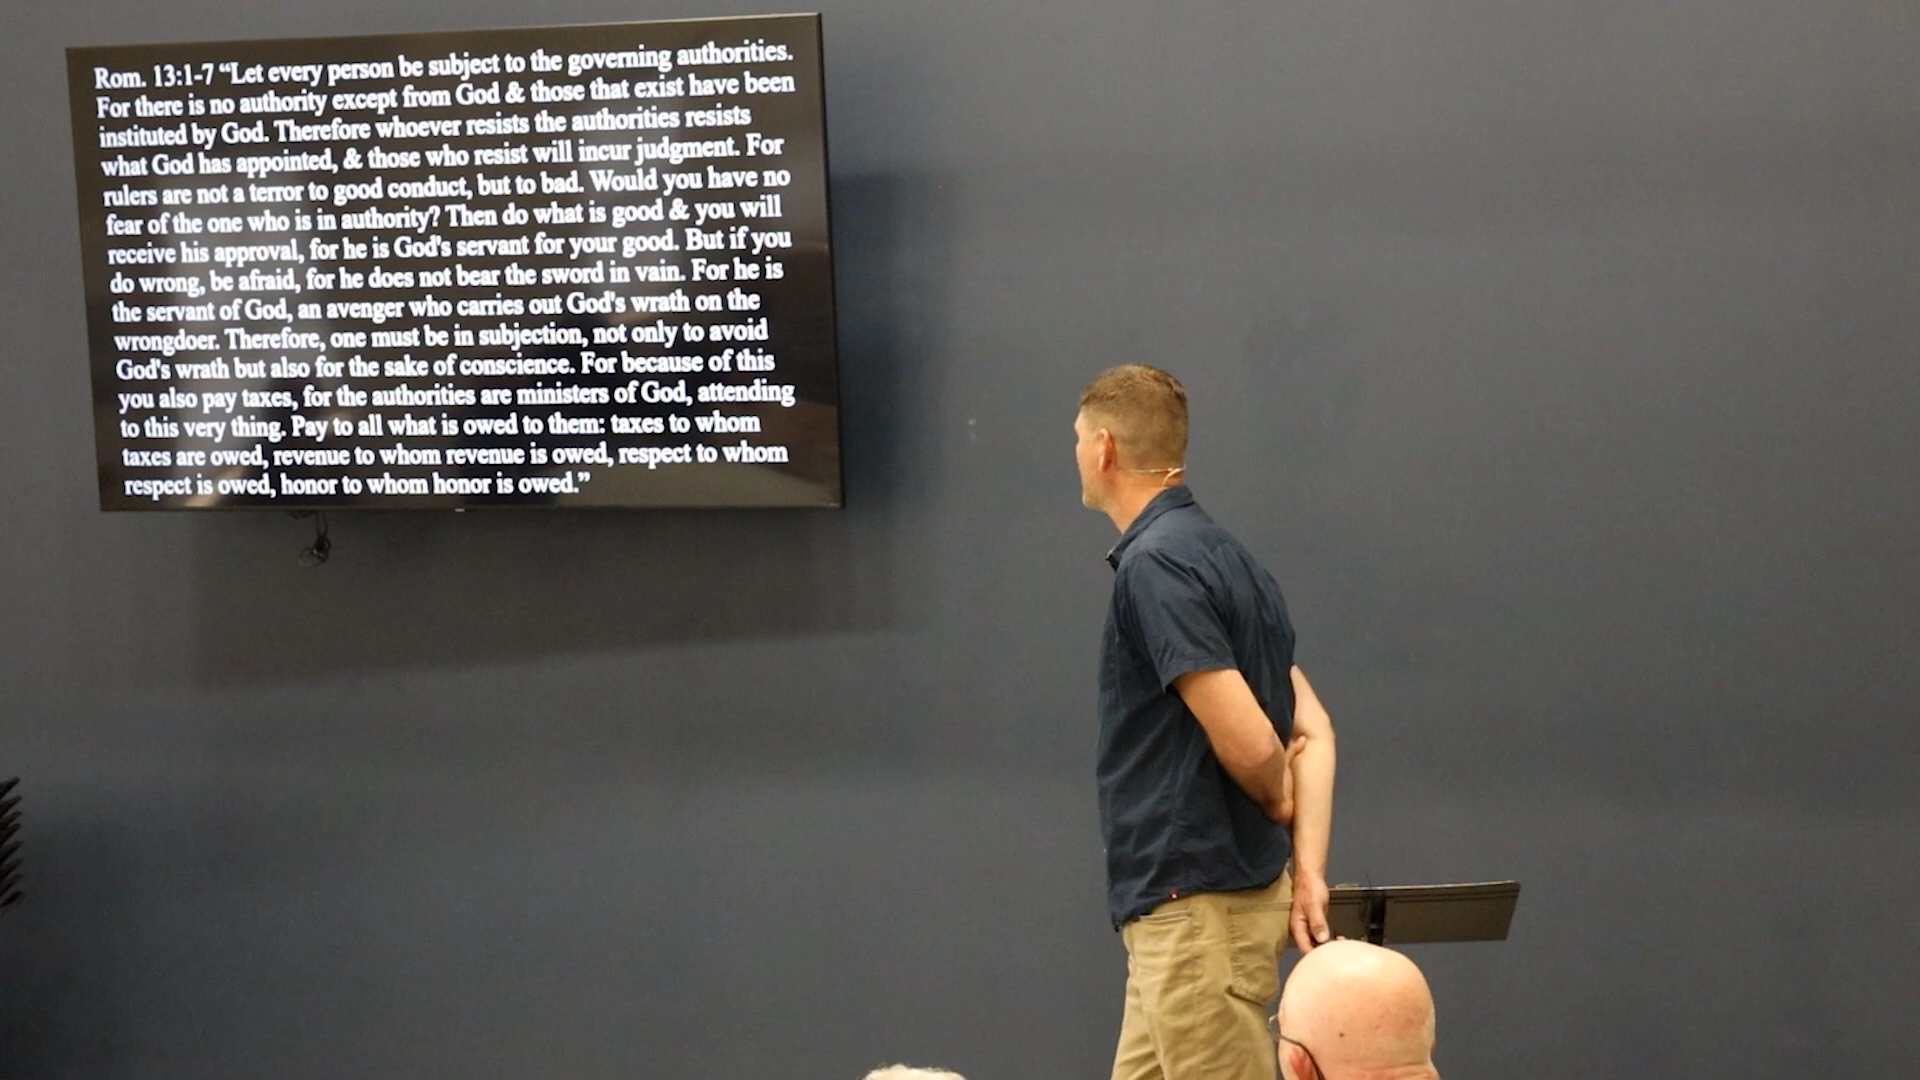 Rom. 13:1-7 “Let every person be subject to the governing authorities.
For there is no authority except from God & those that exist have been
instituted by God. Therefore whoever resists the authorities resists
what God has appointed, & those who resist will incur judgment. For
rulers are not a terror to good conduct, but to bad. Would you have no
fear of the one who is in authority? Then do what is good & you will
receive his approval, for he is God's servant for your good. But if you
do wrong, be afraid, for he does not bear the sword in vain. For he is
the servant of God, an avenger who carries out God's wrath on the
wrongdoer. Therefore, one must be in subjection, not only to avoid
God's wrath but also for the sake of conscience. For because of this
you also pay taxes, for the authorities are ministers of God, attending
to this very thing. Pay to all what is owed to them: taxes to whom
taxes are owed, revenue to whom revenue is owed, respect to whom
respect is owed, honor to whom honor is owed.”